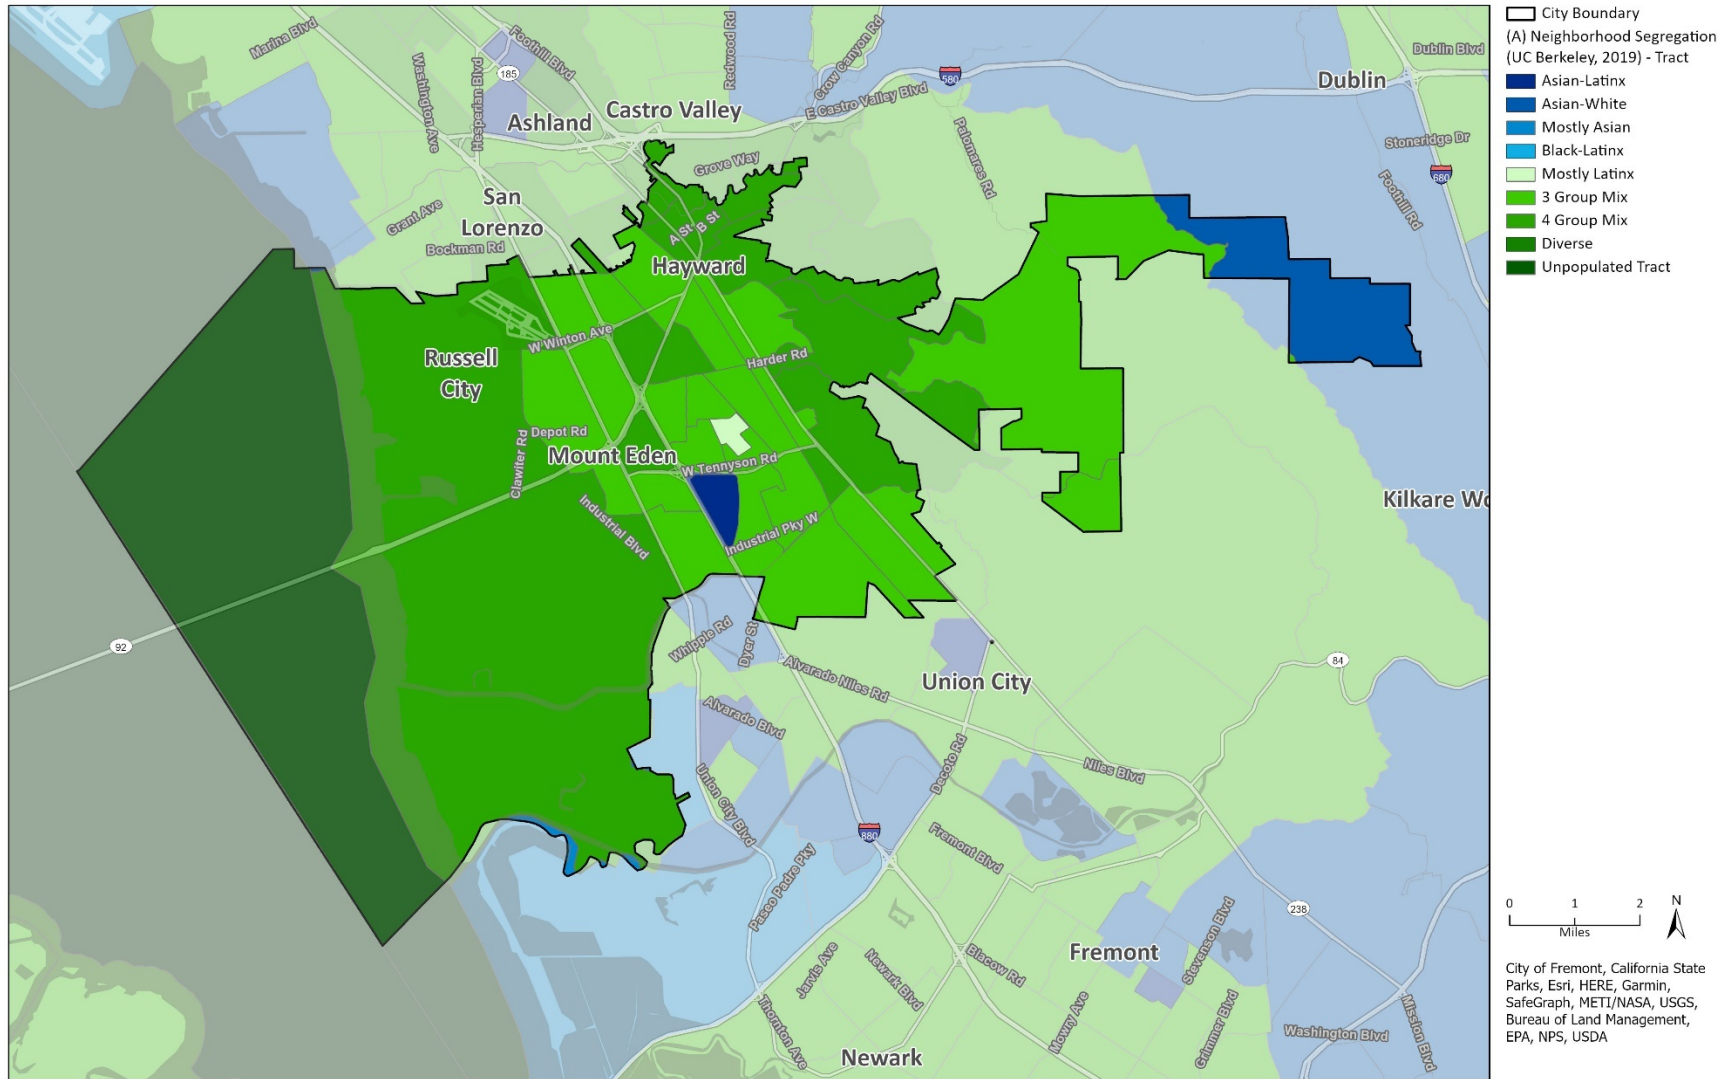 City Boundary
(A) Neighborhood Segregation
(UC Berkeley, 2019) - Tract
Asian-Latinx
Asian-White
Mostly Asian
Black-Latinx
Mostly Latinx
3 Group Mix
4 Group Mix
Diverse
Unpopulated Tract
Marina Blvd
Washington Ave
Hesperian Blvd
Foothill Blvd
185
Redwood Rd
Crow Canyon Rd
580
E Castro Valley Blvd
Dublin
Dublin Blvd
Stoneridge Dr
680
Foothill Rd
Castro Valley
Ashland
Grove Way
Palomares Rd
San
Lorenzo
Grant Ave
Bockman Rd
A St
B St
Hayward
W Winton Ave
Russell
City
Harder Rd
Depot Rd
Clawiter Rd
Mount Eden
W Tennyson Rd
Industrial Blvd
Industrial Pky W
Kilkare Wo
92
Whipple Rd
Dyer St
Alvarado Niles Rd
Union City
84
Alvarado Blvd
Union City Blvd
Decoto Rd
Niles Blvd
880
Fremont Blvd
Paseo Padre Pky
238
Fremont
Stevenson Blvd
Blacow Rd
Jarvis Ave
Newark Blvd
Mowry Ave
Grimmer Blvd
Washington Blvd
Mission Blvd
Thornton Ave
Newark
0 1 2
Miles
N
City of Fremont, California State
Parks, Esri, HERE, Garmin,
SafeGraph, METI/NASA, USGS,
Bureau of Land Management,
EPA, NPS, USDA